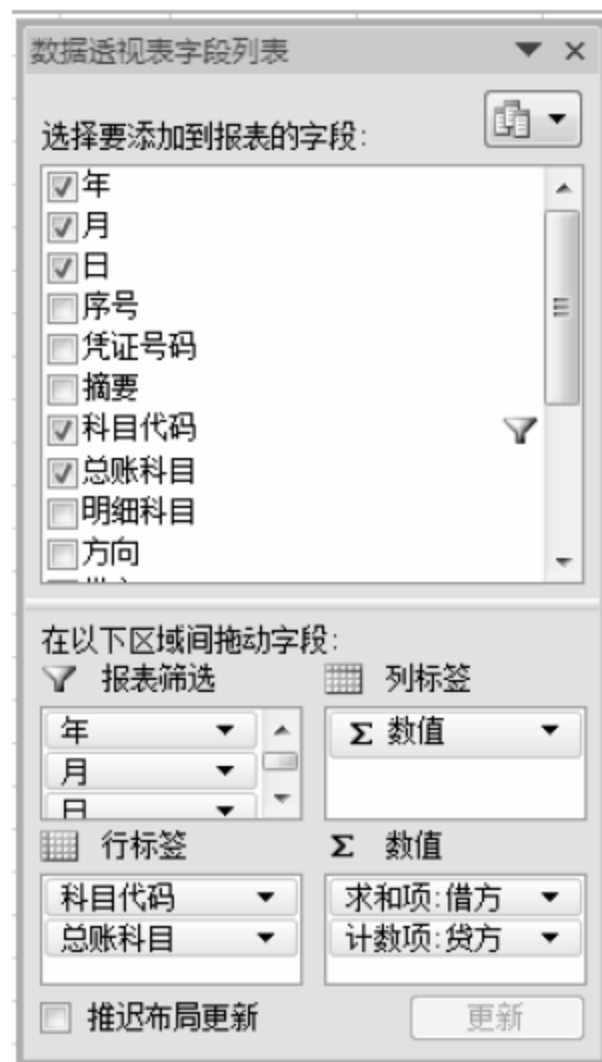 数据透视表字段列表
选择要添加到报表的字段:
年
月
日
序号
凭证号码
摘要
科目代码
总账科目
明细科目
方向
在以下区域间拖动字段:
报表筛选
列标签
年
月
日
Σ 数值
行标签
Σ 数值
科目代码
总账科目
求和项:借方
计数项:贷方
推迟布局更新
更新